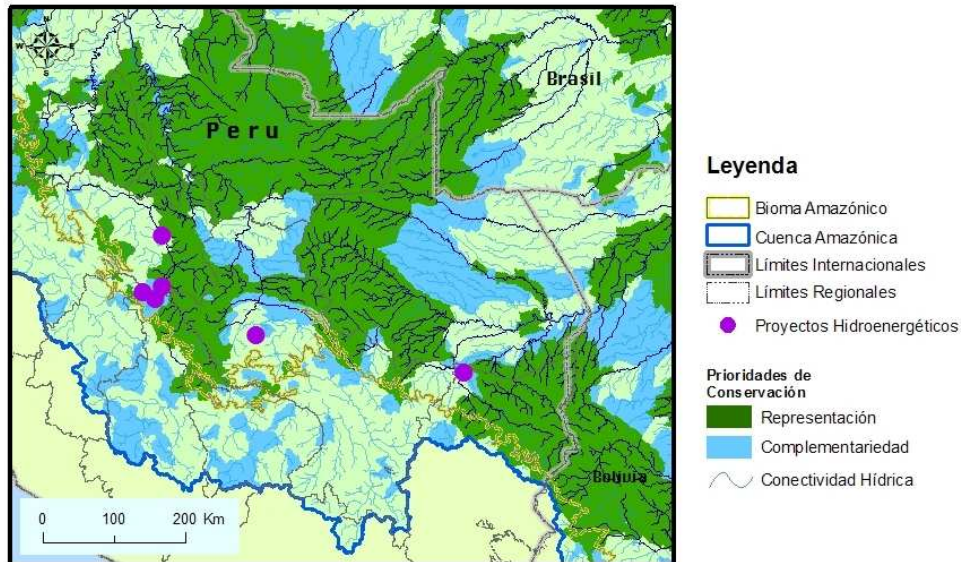 N
W E
S
Brasil
Peru
Bolivia
0 100 200 Km
Leyenda
Bioma Amazónico
Cuenca Amazónica
Límites Internacionales
Límites Regionales
Proyectos Hidroenergéticos
Prioridades de
Conservación
Representación
Complementariedad
Conectividad Hídrica